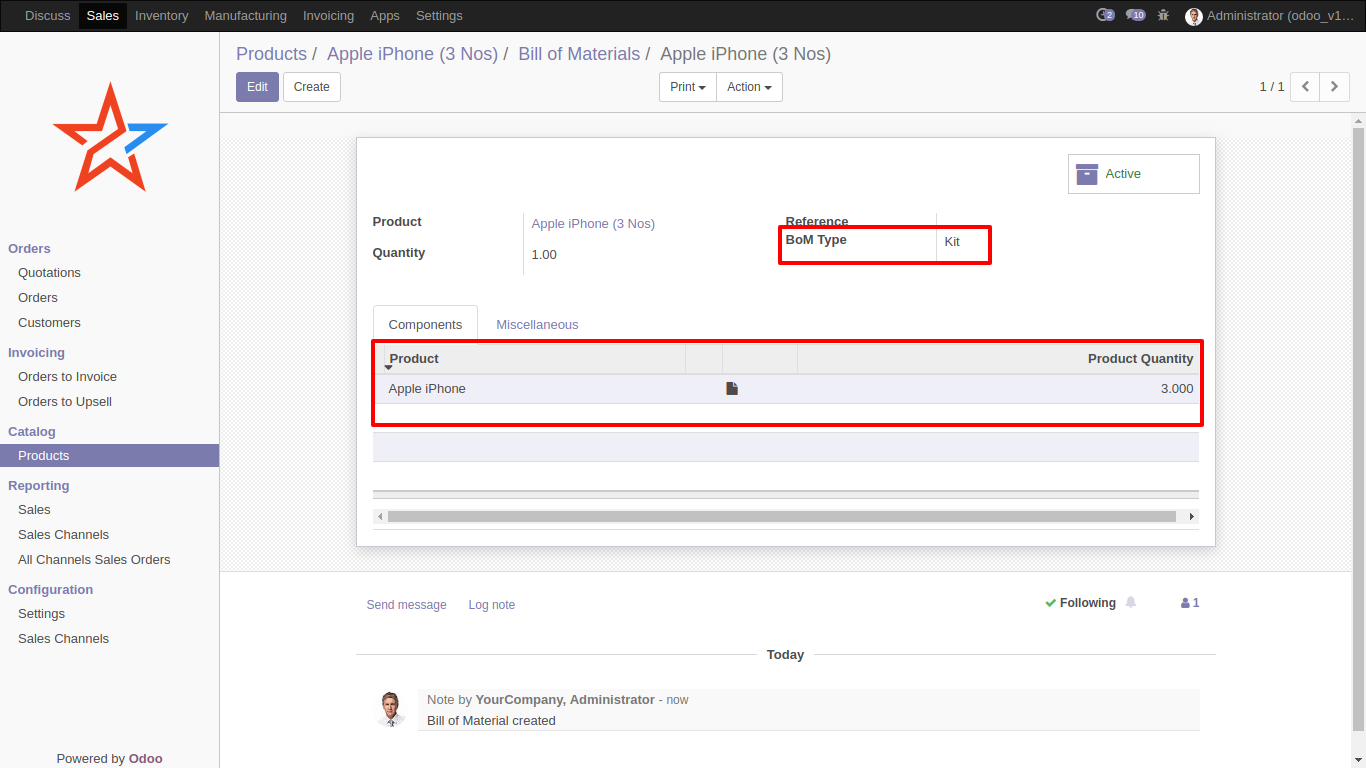 Discuss Sales Inventory Manufacturing Invoicing Apps Settings 2 10 Administrator (odoo_v1...
Products / Apple iPhone (3 Nos) / Bill of Materials / Apple iPhone (3 Nos)
Edit Create Print Action 1 / 1
Orders
Quotations
Orders
Customers
Invoicing
Orders to Invoice
Orders to Upsell
Catalog
Products
Reporting
Sales
Sales Channels
All Channels Sales Orders
Configuration
Settings
Sales Channels
Powered by Odoo
Active
Product Apple iPhone (3 Nos)
Quantity 1.00
Reference
BoM Type Kit
Components Miscellaneous
Product Product Quantity
Apple iPhone 3.000
Send message Log note Following 1
Today
Note by YourCompany, Administrator - now
Bill of Material created